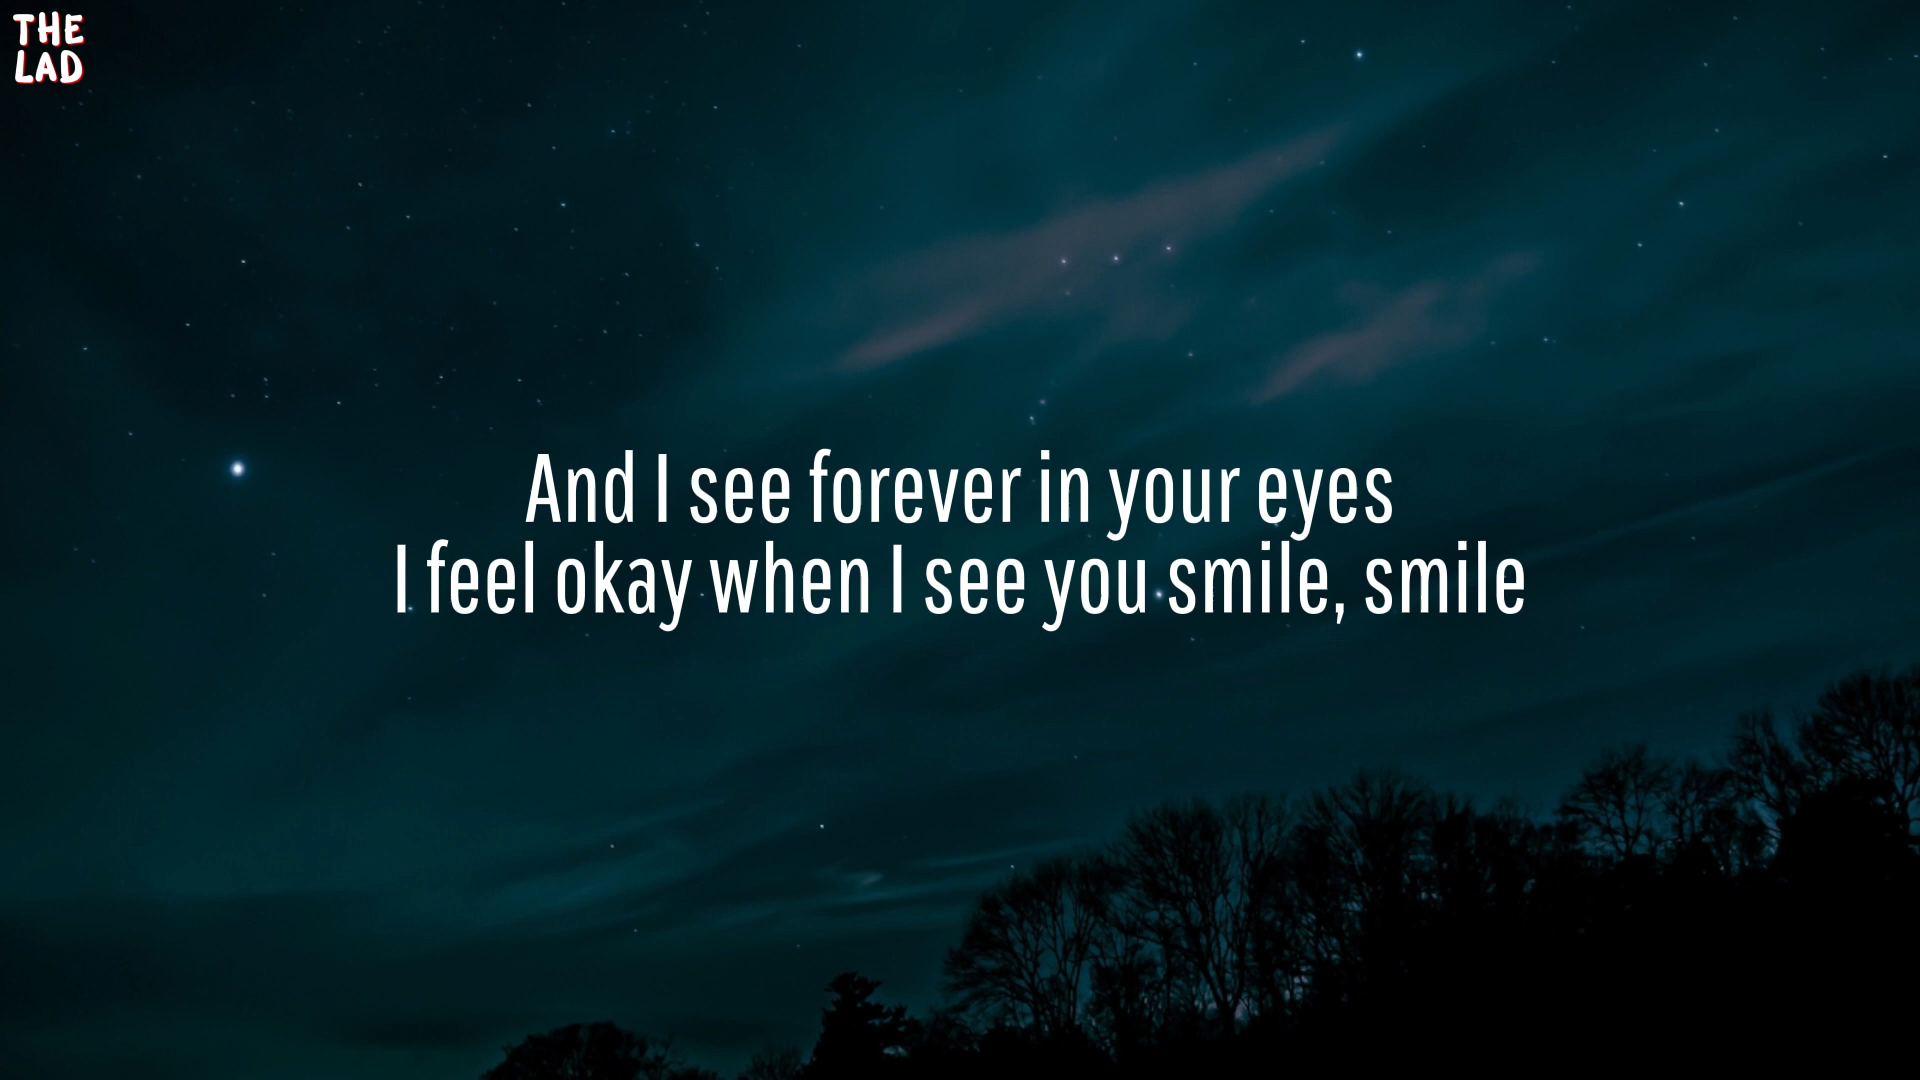 THE
LAD
And I see forever in your eyes
I feel okay when I see you smile, smile